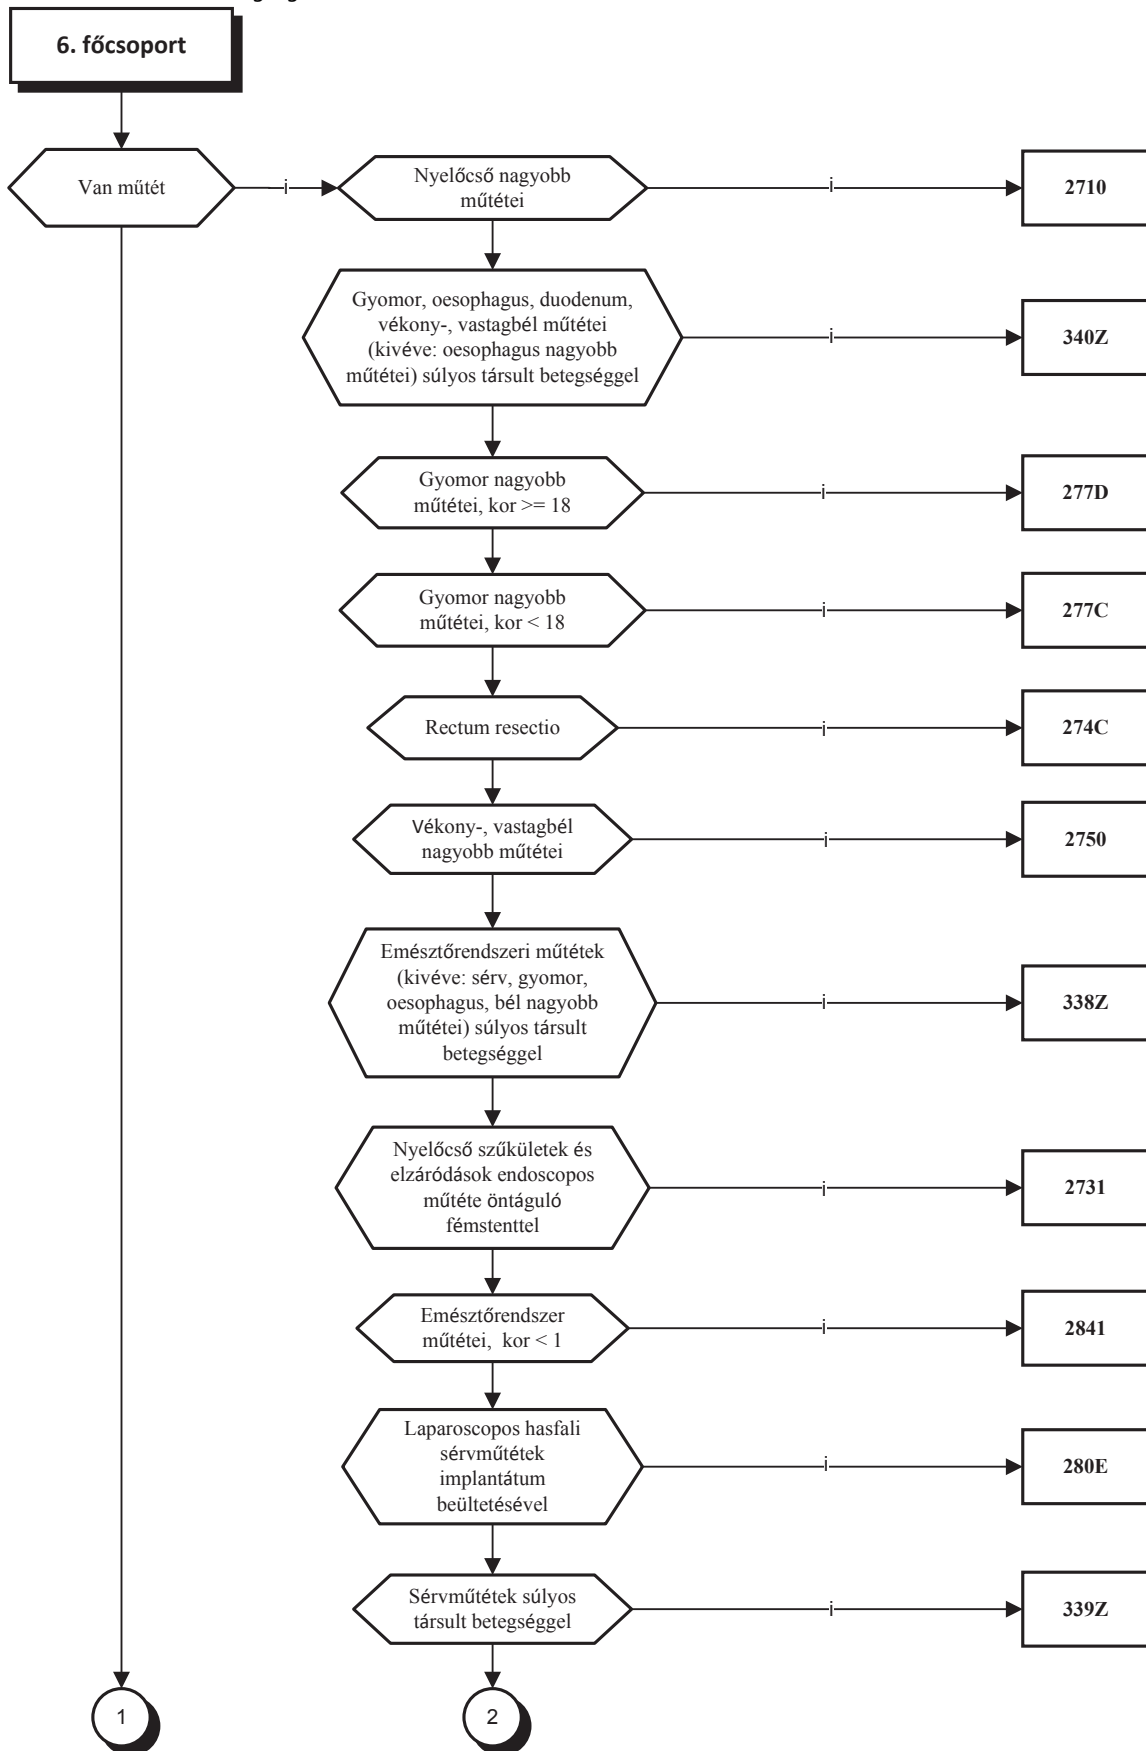 6. főcsoport
Van műtét
i
Nyelőcső nagyobb
műtétei
i
2710
Gyomor, oesophagus, duodenum,
vékony-, vastagbél műtétei
(kivéve: oesophagus nagyobb
műtétei) súlyos társult betegséggel
i
340Z
Gyomor nagyobb
műtétei, kor >= 18
i
277D
Gyomor nagyobb
műtétei, kor < 18
i
277C
Rectum resectio
i
274C
Vékony-, vastagbél
nagyobb műtétei
i
2750
Emésztőrendszeri műtétek
(kivéve: sérv, gyomor,
oesophagus, bél nagyobb
műtétei) súlyos társult
betegséggel
i
338Z
Nyelőcső szűkületek és
elzáródások endoscopos
műtéte öntáguló
fémstenttel
i
2731
Emésztőrendszer
műtétei, kor < 1
i
2841
Laparoscopos hasfali
sérvműtétek
implantátum
beültetésével
i
280E
Sérvműtétek súlyos
társult betegséggel
i
339Z
1
2